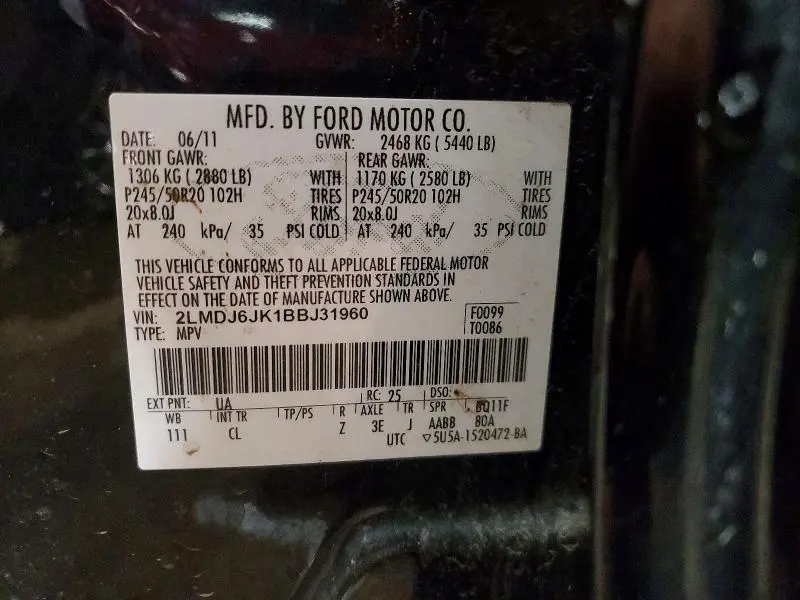 MFD. BY FORD MOTOR CO.
DATE: 06/11 GVWR: 2468 KG ( 5440 LB)
FRONT GAWR: REAR GAWR:
1306 KG ( 2880 LB) WITH 1170 KG ( 2580 LB) WITH
P245/50R20 102H TIRES P245/50R20 102H TIRES
20x8.0J RIMS 20x8.0J RIMS
AT 240 kPa/ 35 PSI COLD AT 240 kPa/ 35 PSI COLD
THIS VEHICLE CONFORMS TO ALL APPLICABLE FEDERAL MOTOR
VEHICLE SAFETY AND THEFT PREVENTION STANDARDS IN
EFFECT ON THE DATE OF MANUFACTURE SHOWN ABOVE.
VIN: 2LMDJ6JK1BBJ31960 F0099
TYPE: MPV T0086
EXT PNT: UA RC: 25 DSO:
WB INT TR TP/PS R AXLE TR SPR BQ11F
111 CL Z 3E J AABB 80A
UTC ▽5U5A-1520472-BA